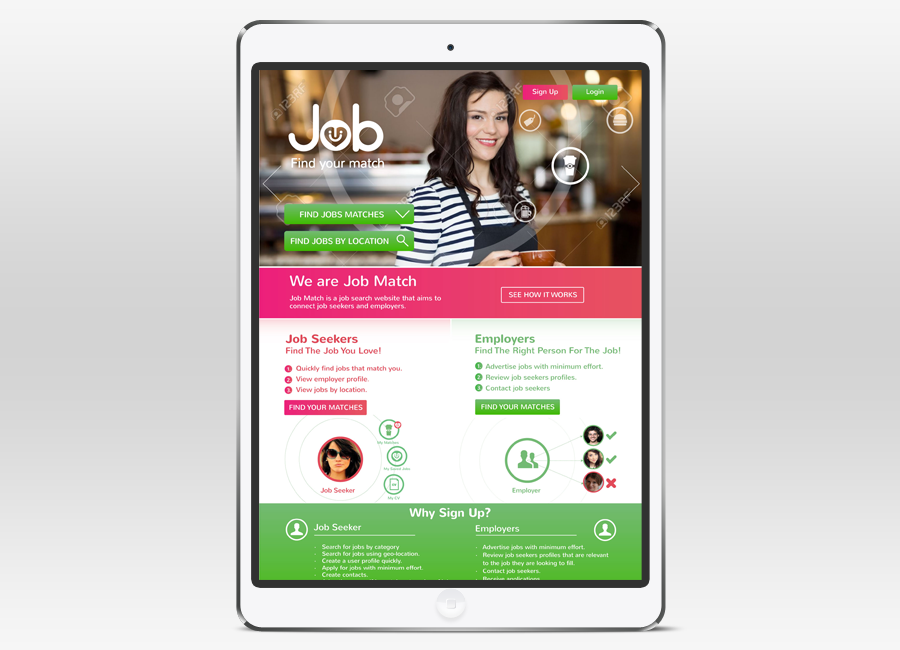 Sign Up
Login
Job
Find your match
FIND JOBS MATCHES
FIND JOBS BY LOCATION
123RF
123RF
123RF
We are Job Match
Job Match is a job search website that aims to
connect job seekers and employers.
SEE HOW IT WORKS
Job Seekers
Find The Job You Love!
1 Quickly find jobs that match you.
2 View employer profile.
3 View jobs by location.
FIND YOUR MATCHES
My Matches
My Saved Jobs
My CV
Job Seeker
Employers
Find The Right Person For The Job!
1 Advertise jobs with minimum effort.
2 Review job seekers profiles.
3 Contact job seekers
FIND YOUR MATCHES
Employer
Why Sign Up?
Job Seeker
- Search for jobs by category
- Search for jobs using geo-location.
- Create a user profile quickly.
- Apply for jobs with minimum effort.
- Create contacts.
Employers
- Advertise jobs with minimum effort.
- Review job seekers profiles that are relevant
to the job they are looking to fill.
- Contact job seekers.
- Receive applications